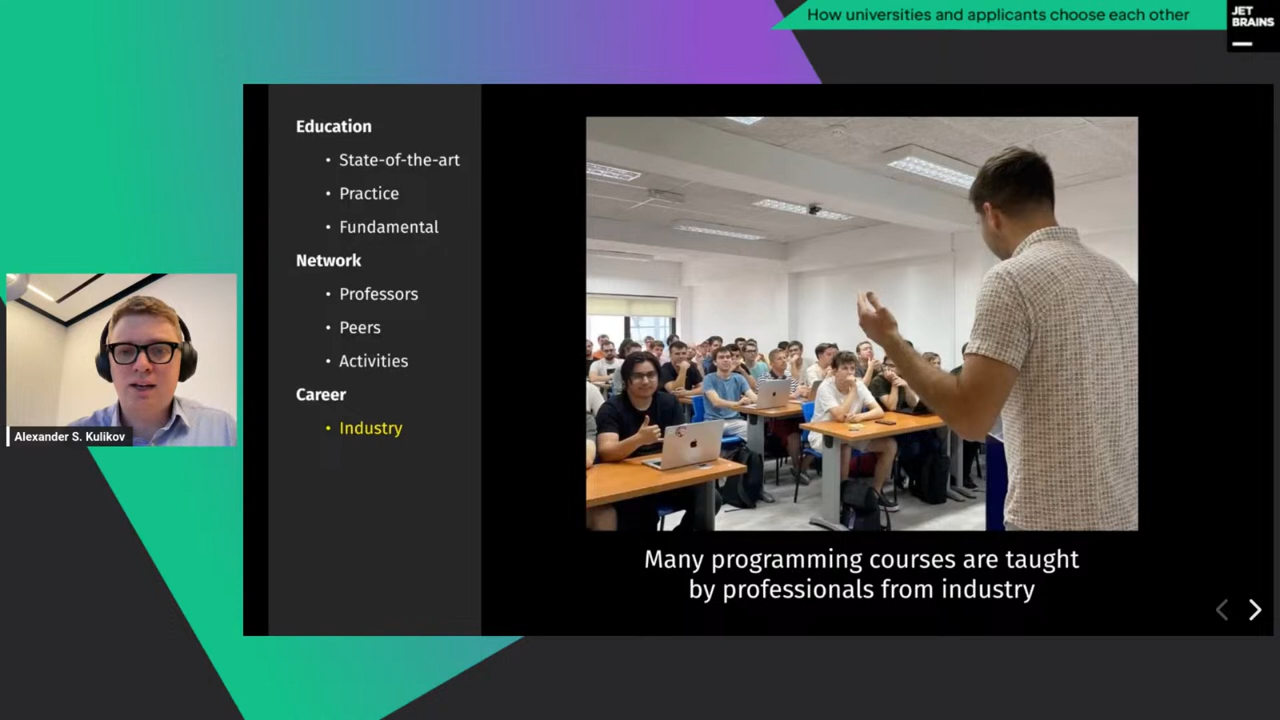 How universities and applicants choose each other
JET
BRAINS
Education
• State-of-the-art
• Practice
• Fundamental
Network
• Professors
• Peers
• Activities
Career
• Industry
Alexander S. Kulikov
Many programming courses are taught
by professionals from industry